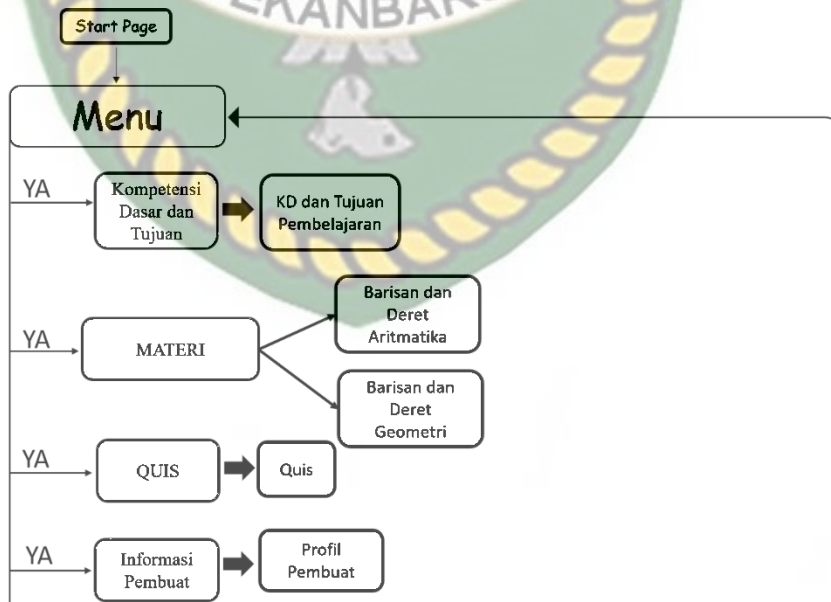 EKANBAR
Start Page
Menu
YA
Kompetensi
Dasar dan
Tujuan
KD dan Tujuan
Pembelajaran
YA
MATERI
Barisan dan
Deret
Aritmatika
Barisan dan
Deret
Geometri
YA
QUIS
Quis
YA
Informasi
Pembuat
Profil
Pembuat